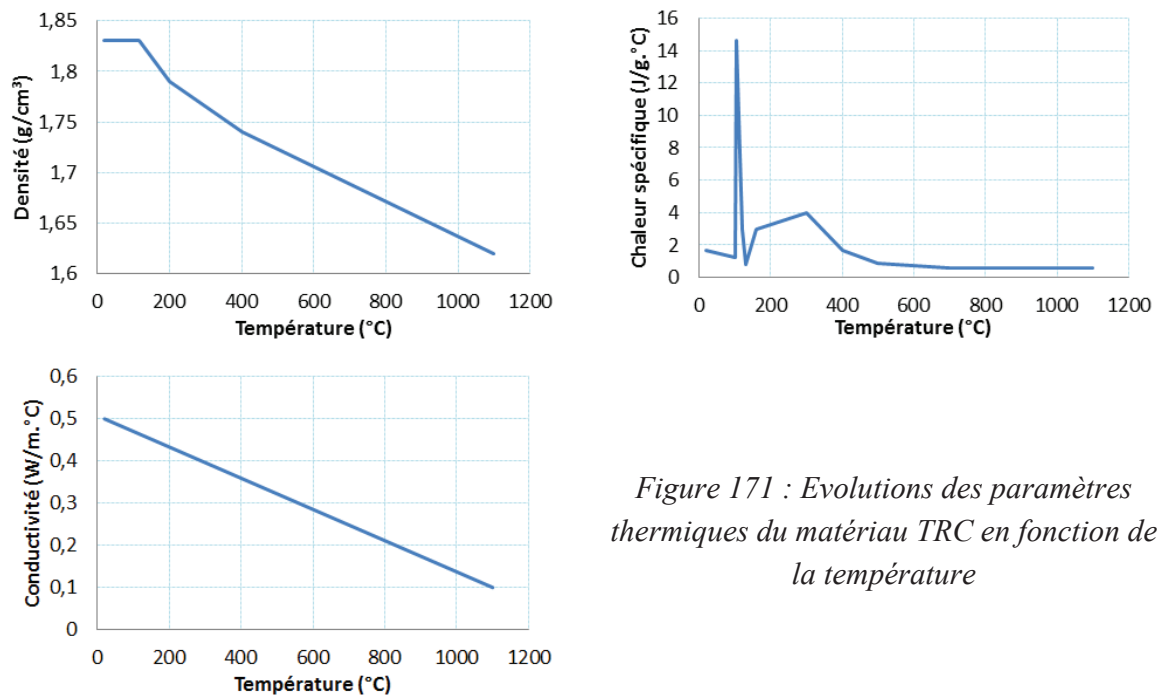 1,85
1,8
1,75
1,7
1,65
1,6
Densité (g/cm³)
0 200 400 600 800 1000 1200
Température (°C)
16
14
12
10
8
6
4
2
0
Chaleur spécifique (J/g.°C)
0 200 400 600 800 1000 1200
Température (°C)
0,6
0,5
0,4
0,3
0,2
0,1
0
Conductivité (W/m.°C)
0 200 400 600 800 1000 1200
Température (°C)
Figure 171 : Evolutions des paramètres
thermiques du matériau TRC en fonction de
la température